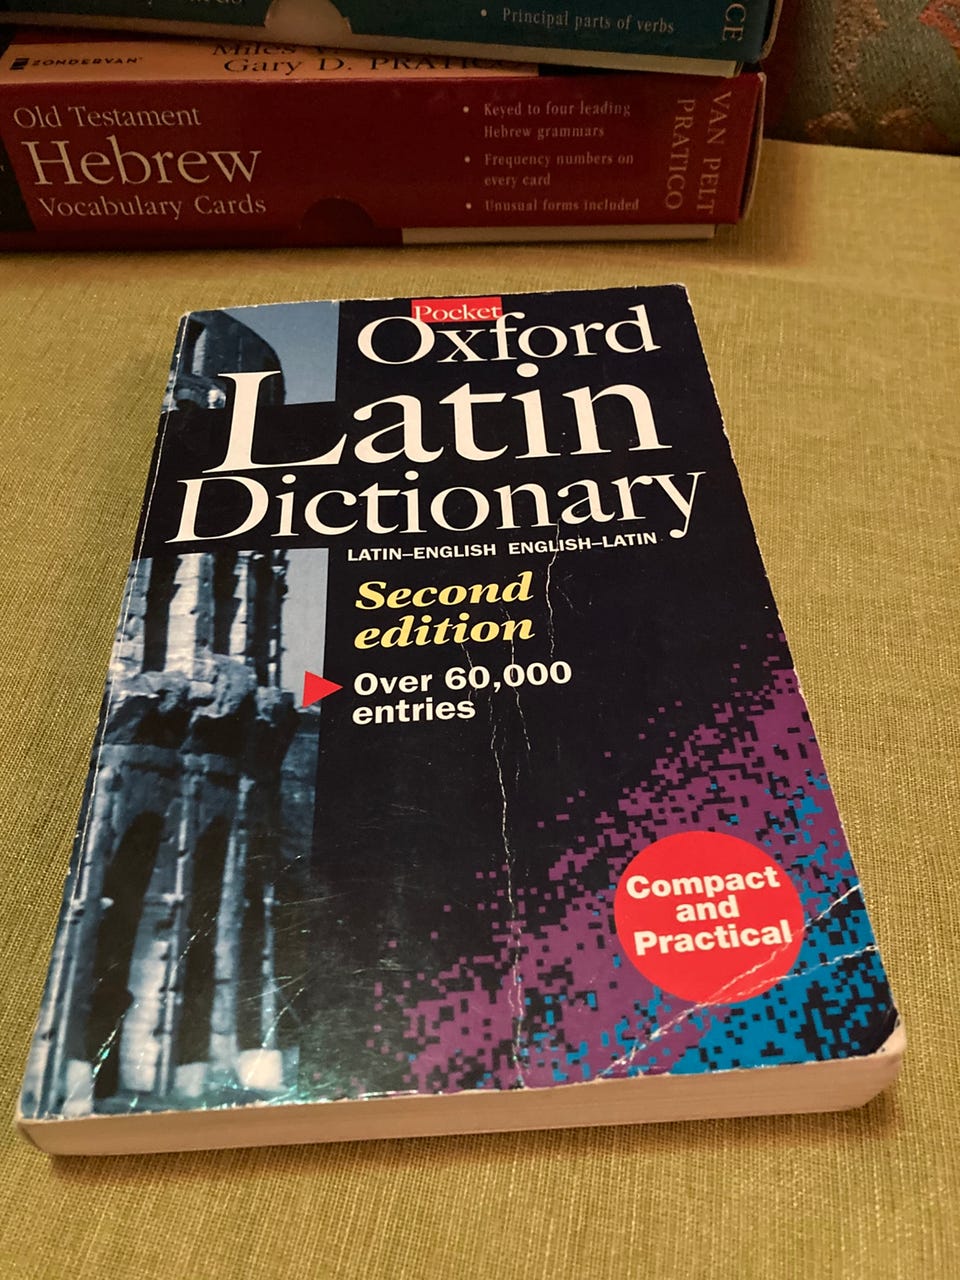 Principal parts of verbs
CE
ZONDERVAN
Miles V.
Gary D. PRATICO
Old Testament
Hebrew
Vocabulary Cards
• Keyed to four leading
Hebrew grammars
• Frequency numbers on
every card
• Unusual forms included
VAN PELT
PRATICO
Pocket
Oxford
Latin
Dictionary
LATIN–ENGLISH ENGLISH–LATIN
Second
edition
Over 60,000
entries
Compact
and
Practical